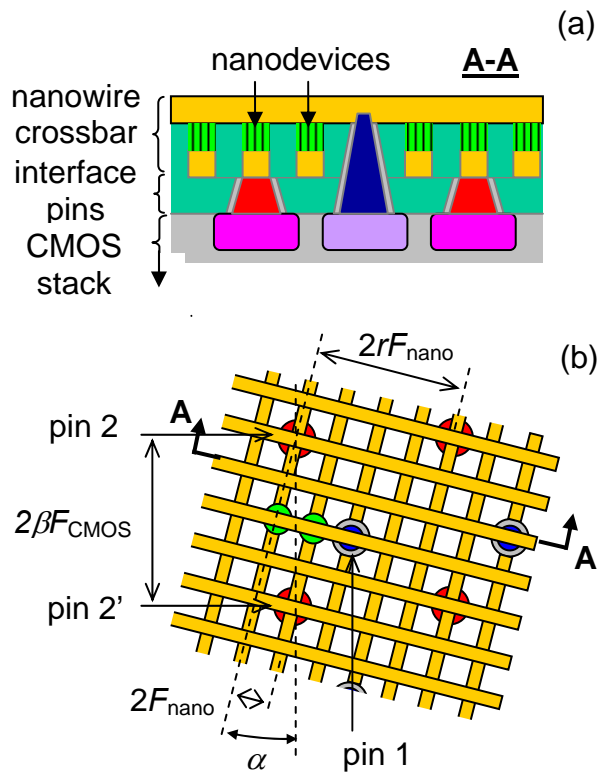 (a)
nanodevices
A-A
nanowire
crossbar
interface
pins
CMOS
stack
(b)
2rFnano
A
pin 2
2βFCMOS
A
pin 2'
2Fnano
α
pin 1